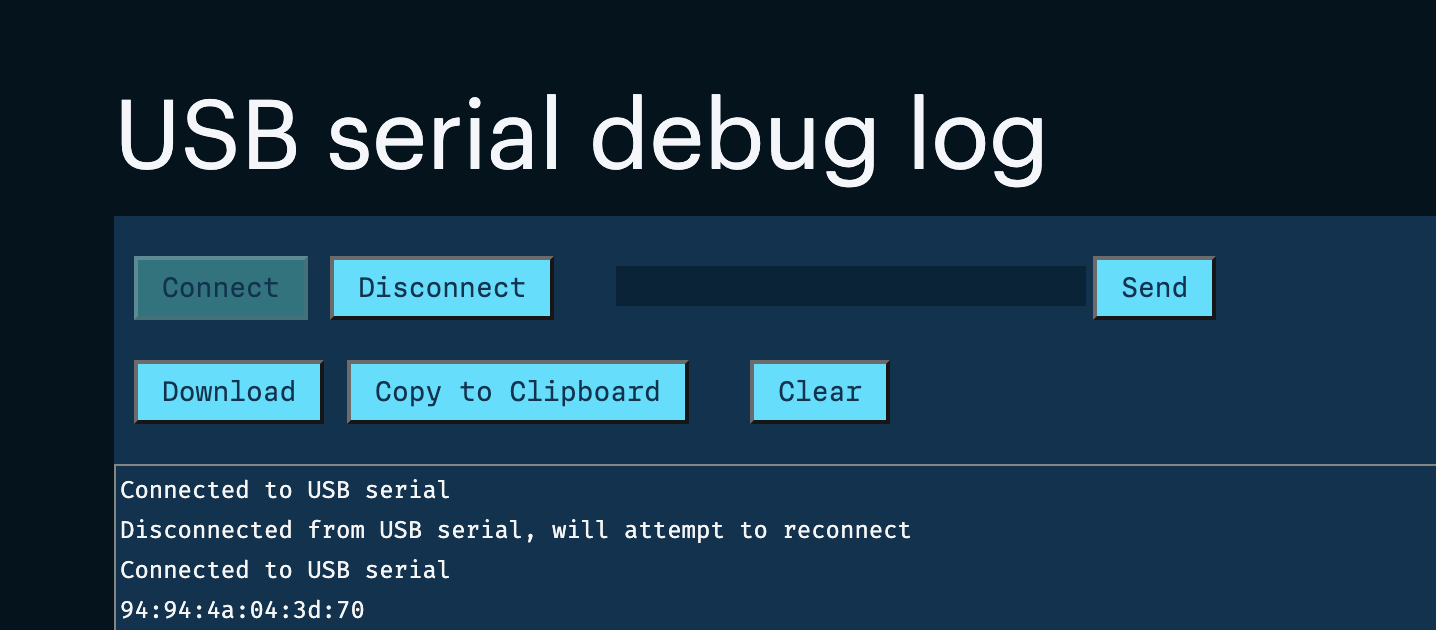 USB serial debug log
Connect Disconnect Send
Download Copy to Clipboard Clear
Connected to USB serial
Disconnected from USB serial, will attempt to reconnect
Connected to USB serial
94:94:4a:04:3d:70